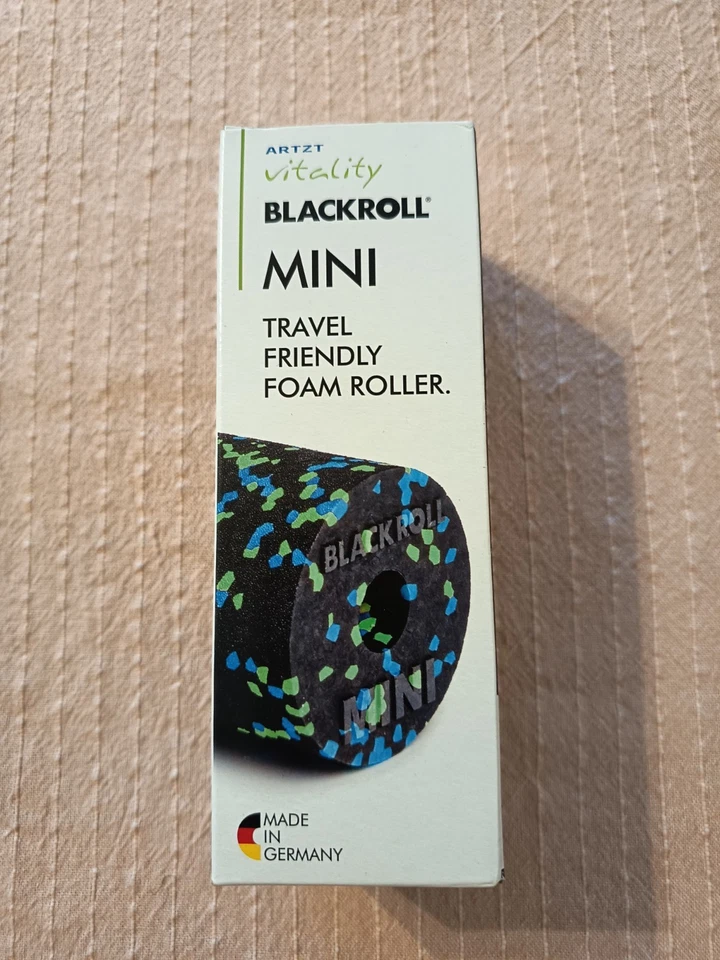 ARTZT
vitality
BLACKROLL®
MINI
TRAVEL
FRIENDLY
FOAM ROLLER.
BLACKROLL
MINI
MADE
IN
GERMANY